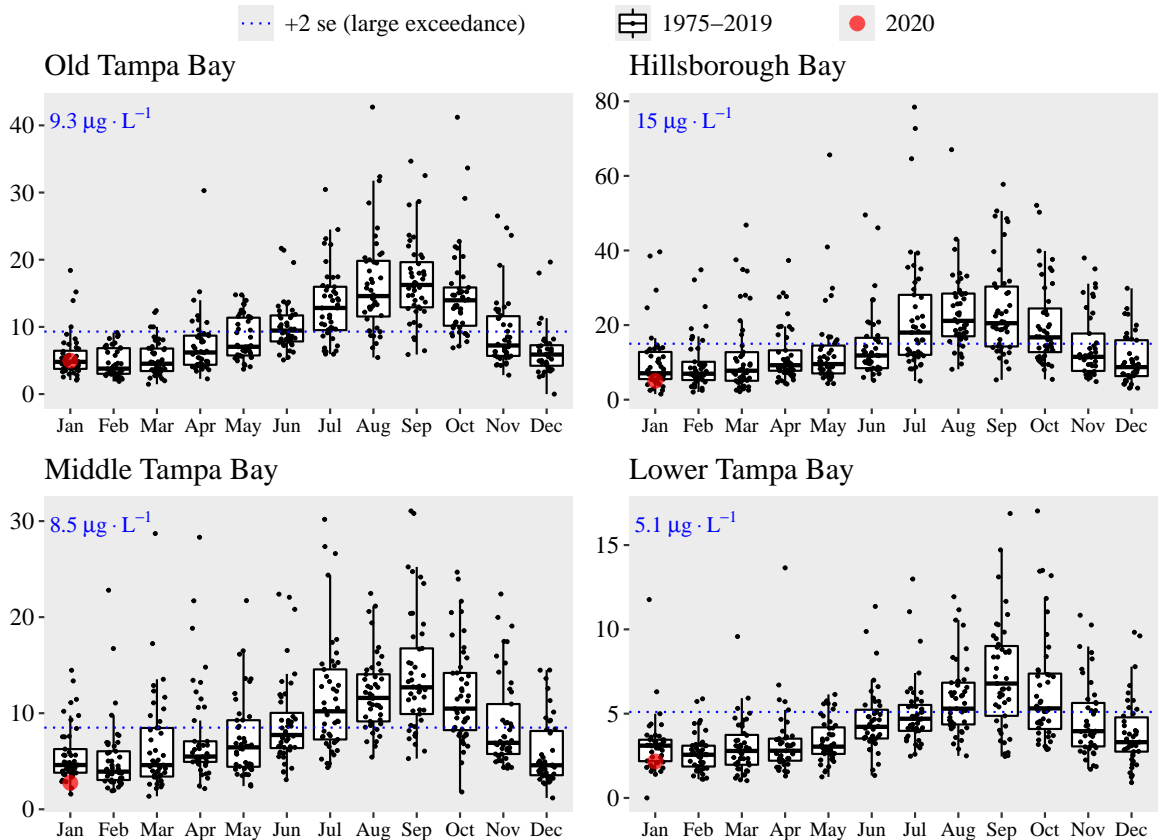 +2 se (large exceedance) 1975–2019 2020
Old Tampa Bay
9.3 μg · L⁻¹
40
30
20
10
0
Jan Feb Mar Apr May Jun Jul Aug Sep Oct Nov Dec
Hillsborough Bay
15 μg · L⁻¹
80
60
40
20
0
Jan Feb Mar Apr May Jun Jul Aug Sep Oct Nov Dec
Middle Tampa Bay
8.5 μg · L⁻¹
30
20
10
0
Jan Feb Mar Apr May Jun Jul Aug Sep Oct Nov Dec
Lower Tampa Bay
5.1 μg · L⁻¹
15
10
5
0
Jan Feb Mar Apr May Jun Jul Aug Sep Oct Nov Dec